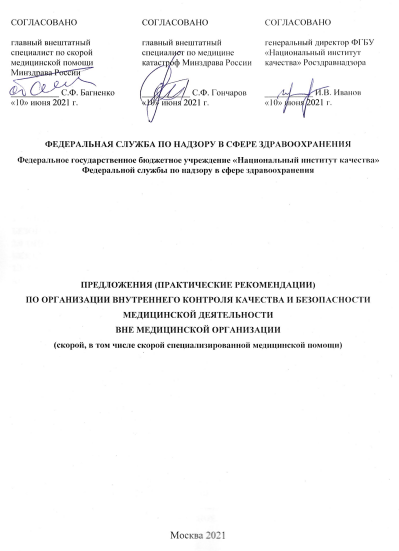 СОГЛАСОВАНО
главный внештатный
специалист по скорой
медицинской помощи
Минздрава России
С.Ф. Багненко
«10» июня 2021 г.
СОГЛАСОВАНО
главный внештатный
специалист по медицине
катастроф Минздрава России
С.Ф. Гончаров
«10» июня 2021 г.
СОГЛАСОВАНО
генеральный директор ФГБУ
«Национальный институт
качества» Росздравнадзора
И.В. Иванов
«10» июня 2021 г.
ФЕДЕРАЛЬНАЯ СЛУЖБА ПО НАДЗОРУ В СФЕРЕ ЗДРАВООХРАНЕНИЯ
Федеральное государственное бюджетное учреждение «Национальный институт качества»
Федеральной службы по надзору в сфере здравоохранения
ПРЕДЛОЖЕНИЯ (ПРАКТИЧЕСКИЕ РЕКОМЕНДАЦИИ)
ПО ОРГАНИЗАЦИИ ВНУТРЕННЕГО КОНТРОЛЯ КАЧЕСТВА И БЕЗОПАСНОСТИ
МЕДИЦИНСКОЙ ДЕЯТЕЛЬНОСТИ
ВНЕ МЕДИЦИНСКОЙ ОРГАНИЗАЦИИ
(скорой, в том числе скорой специализированной медицинской помощи)
Москва 2021